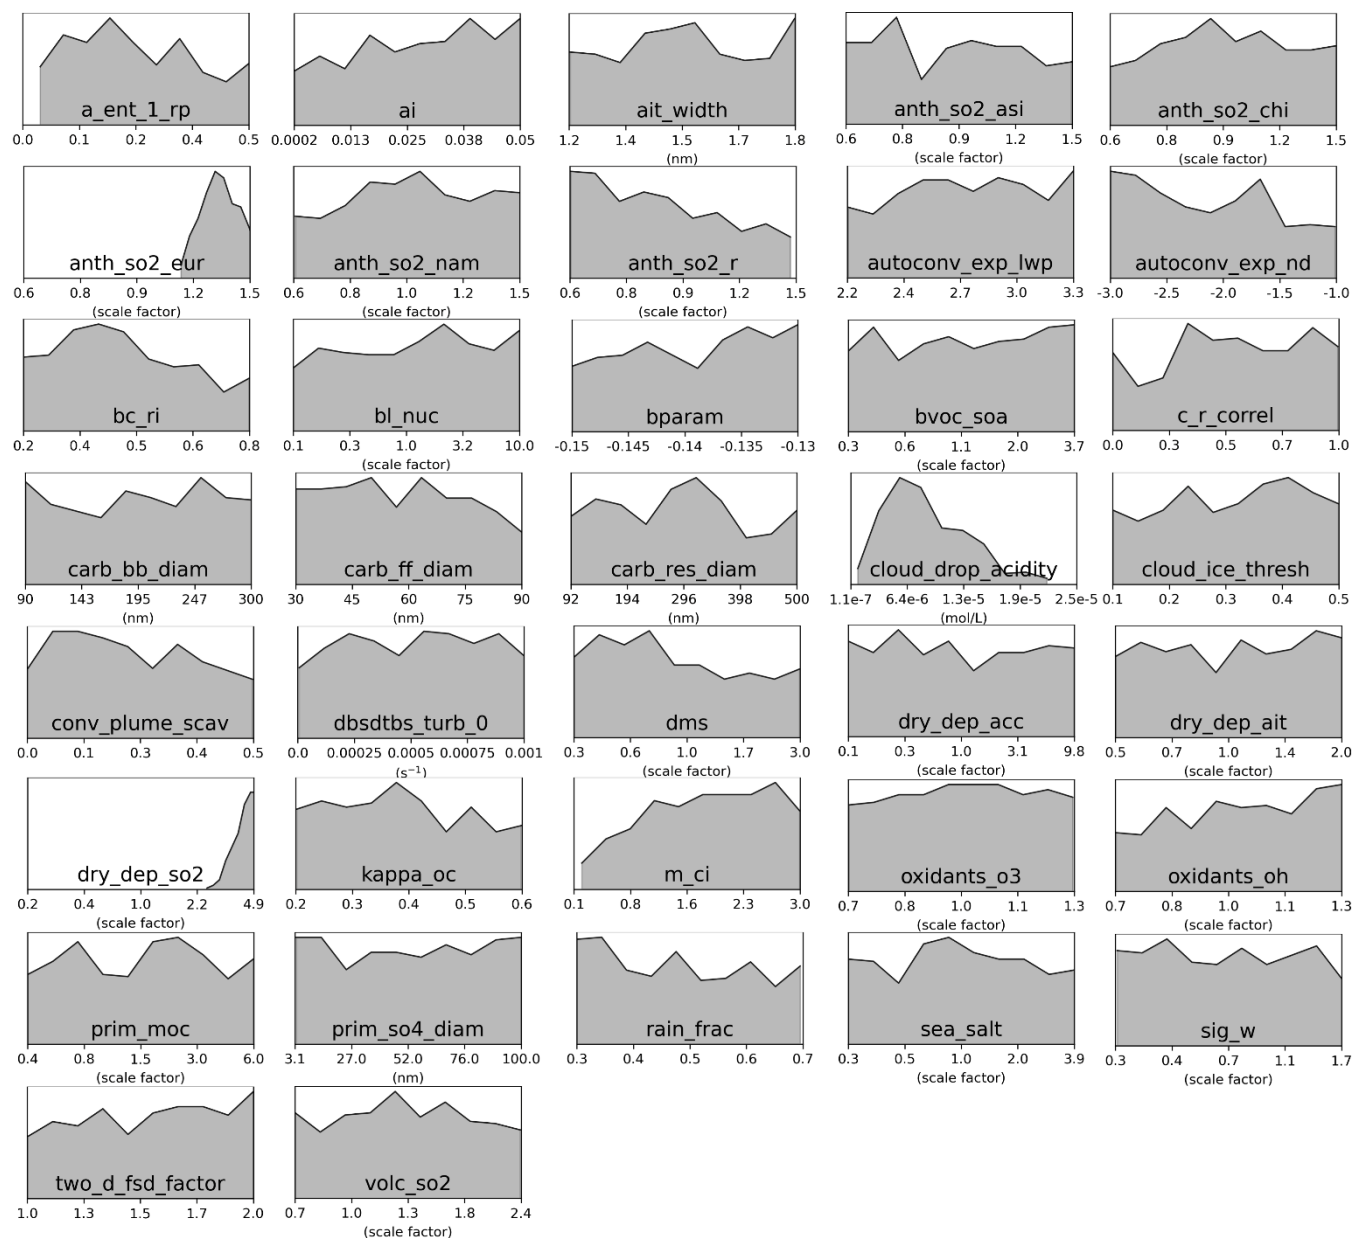 a_ent_1_rp
0.0 0.1 0.3 0.4 0.5
ai
0.0002 0.013 0.025 0.038 0.05
ait_width
1.2 1.4 1.5 1.7 1.8
(nm)
anth_so2_asi
0.6 0.8 0.9 1.2 1.5
(scale factor)
anth_so2_chi
0.6 0.8 0.9 1.2 1.5
(scale factor)
anth_so2_eur
0.6 0.8 0.9 1.2 1.5
(scale factor)
anth_so2_nam
0.6 0.8 1.0 1.2 1.5
(scale factor)
anth_so2_r
0.6 0.8 0.9 1.2 1.5
(scale factor)
autoconv_exp_lwp
2.2 2.4 2.7 3.0 3.3
autoconv_exp_nd
-3.0 -2.5 -2.0 -1.5 -1.0
bc_ri
0.2 0.4 0.5 0.6 0.8
bl_nuc
0.1 0.3 1.0 3.2 10.0
(scale factor)
bparam
-0.15 -0.145 -0.14 -0.135 -0.13
bvoc_soa
0.3 0.6 1.1 2.0 3.7
(scale factor)
c_r_correl
0.0 0.3 0.5 0.7 1.0
carb_bb_diam
90 143 195 247 300
(nm)
carb_ff_diam
30 45 60 75 90
(nm)
carb_res_diam
92 194 296 398 500
(nm)
cloud_drop_acidity
1.1e-7 6.4e-6 1.3e-5 1.9e-5 2.5e-5
(mol/L)
cloud_ice_thresh
0.1 0.2 0.3 0.4 0.5
conv_plume_scav
0.0 0.1 0.3 0.4 0.5
dbsdtbs_turb_0
0.0 0.00025 0.0005 0.00075 0.001
(s⁻¹)
dms
0.3 0.6 1.0 1.7 3.0
(scale factor)
dry_dep_acc
0.1 0.3 1.0 3.1 9.8
(scale factor)
dry_dep_ait
0.5 0.7 1.0 1.4 2.0
(scale factor)
dry_dep_so2
0.2 0.4 1.0 2.2 4.9
(scale factor)
kappa_oc
0.2 0.3 0.4 0.5 0.6
m_ci
0.1 0.8 1.6 2.3 3.0
oxidants_o3
0.7 0.8 1.0 1.1 1.3
(scale factor)
oxidants_oh
0.7 0.8 1.0 1.1 1.3
(scale factor)
prim_moc
0.4 0.8 1.5 3.0 6.0
(scale factor)
prim_so4_diam
3.1 27.0 52.0 76.0 100.0
(nm)
rain_frac
0.3 0.4 0.5 0.6 0.7
sea_salt
0.3 0.5 1.0 2.0 3.9
(scale factor)
sig_w
0.3 0.4 0.7 1.1 1.7
(scale factor)
two_d_fsd_factor
1.0 1.3 1.5 1.7 2.0
volc_so2
0.7 1.0 1.3 1.8 2.4
(scale factor)